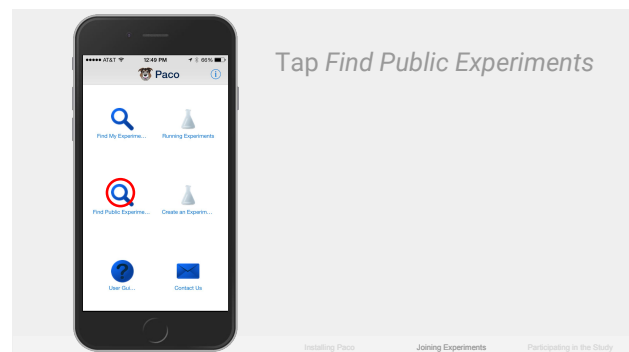 AT&T 12:49 PM 66%
Paco
Tap Find Public Experiments
Find My Experime... Running Experiments
Find Public Experime... Create an Experim...
User Gui... Contact Us
Installing Paco Joining Experiments Participating in the Study